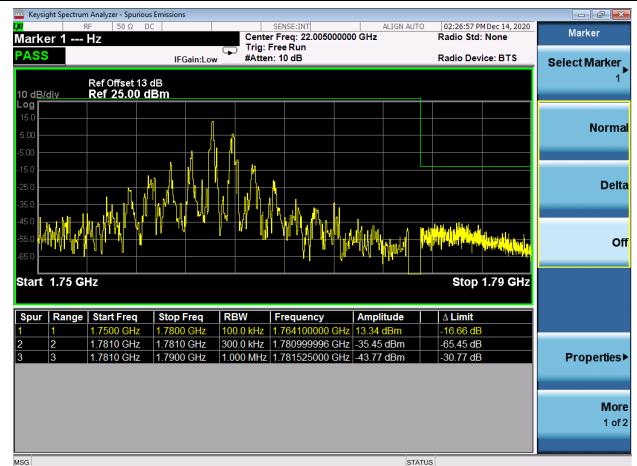 Keysight Spectrum Analyzer - Spurious Emissions
LXI RF 50 Ω DC SENSE:INT ALIGN AUTO 02:26:57 PM Dec 14, 2020
Marker 1 --- Hz
Center Freq: 22.005000000 GHz Radio Std: None
Trig: Free Run
PASS IFGain:Low #Atten: 10 dB Radio Device: BTS
Ref Offset 13 dB
10 dB/div Ref 25.00 dBm
Log
15.0
5.00
-5.00
-15.0
-25.0
-35.0
-45.0
-55.0
-65.0
Start 1.75 GHz Stop 1.79 GHz
Spur Range Start Freq Stop Freq RBW Frequency Amplitude Δ Limit
1 1 1.7500 GHz 1.7800 GHz 100.0 kHz 1.764100000 GHz 13.34 dBm -16.66 dB
2 2 1.7810 GHz 1.7810 GHz 300.0 kHz 1.780999996 GHz -35.45 dBm -65.45 dB
3 3 1.7810 GHz 1.7900 GHz 1.000 MHz 1.781525000 GHz -43.77 dBm -30.77 dB
MSG STATUS
Marker
Select Marker
1
Normal
Delta
Off
Properties
More
1 of 2